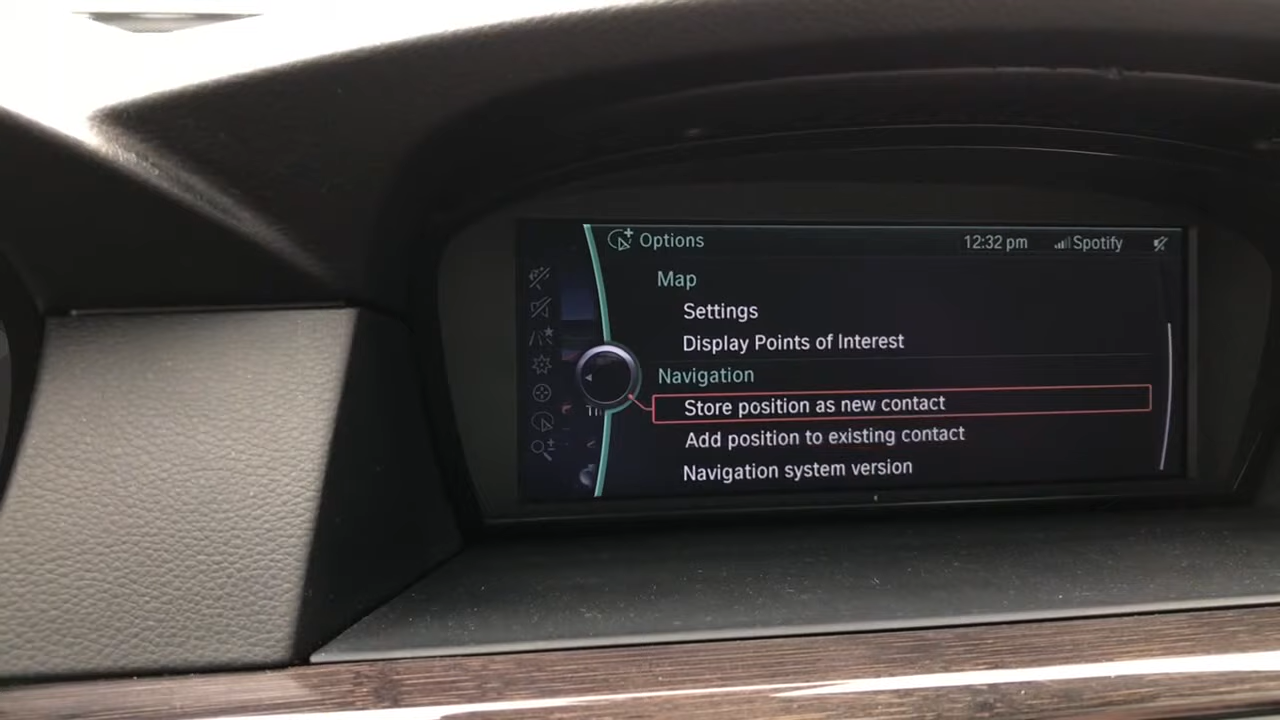 Options 12:32 pm Spotify
Map
Settings
Display Points of Interest
Navigation
Store position as new contact
Add position to existing contact
Navigation system version